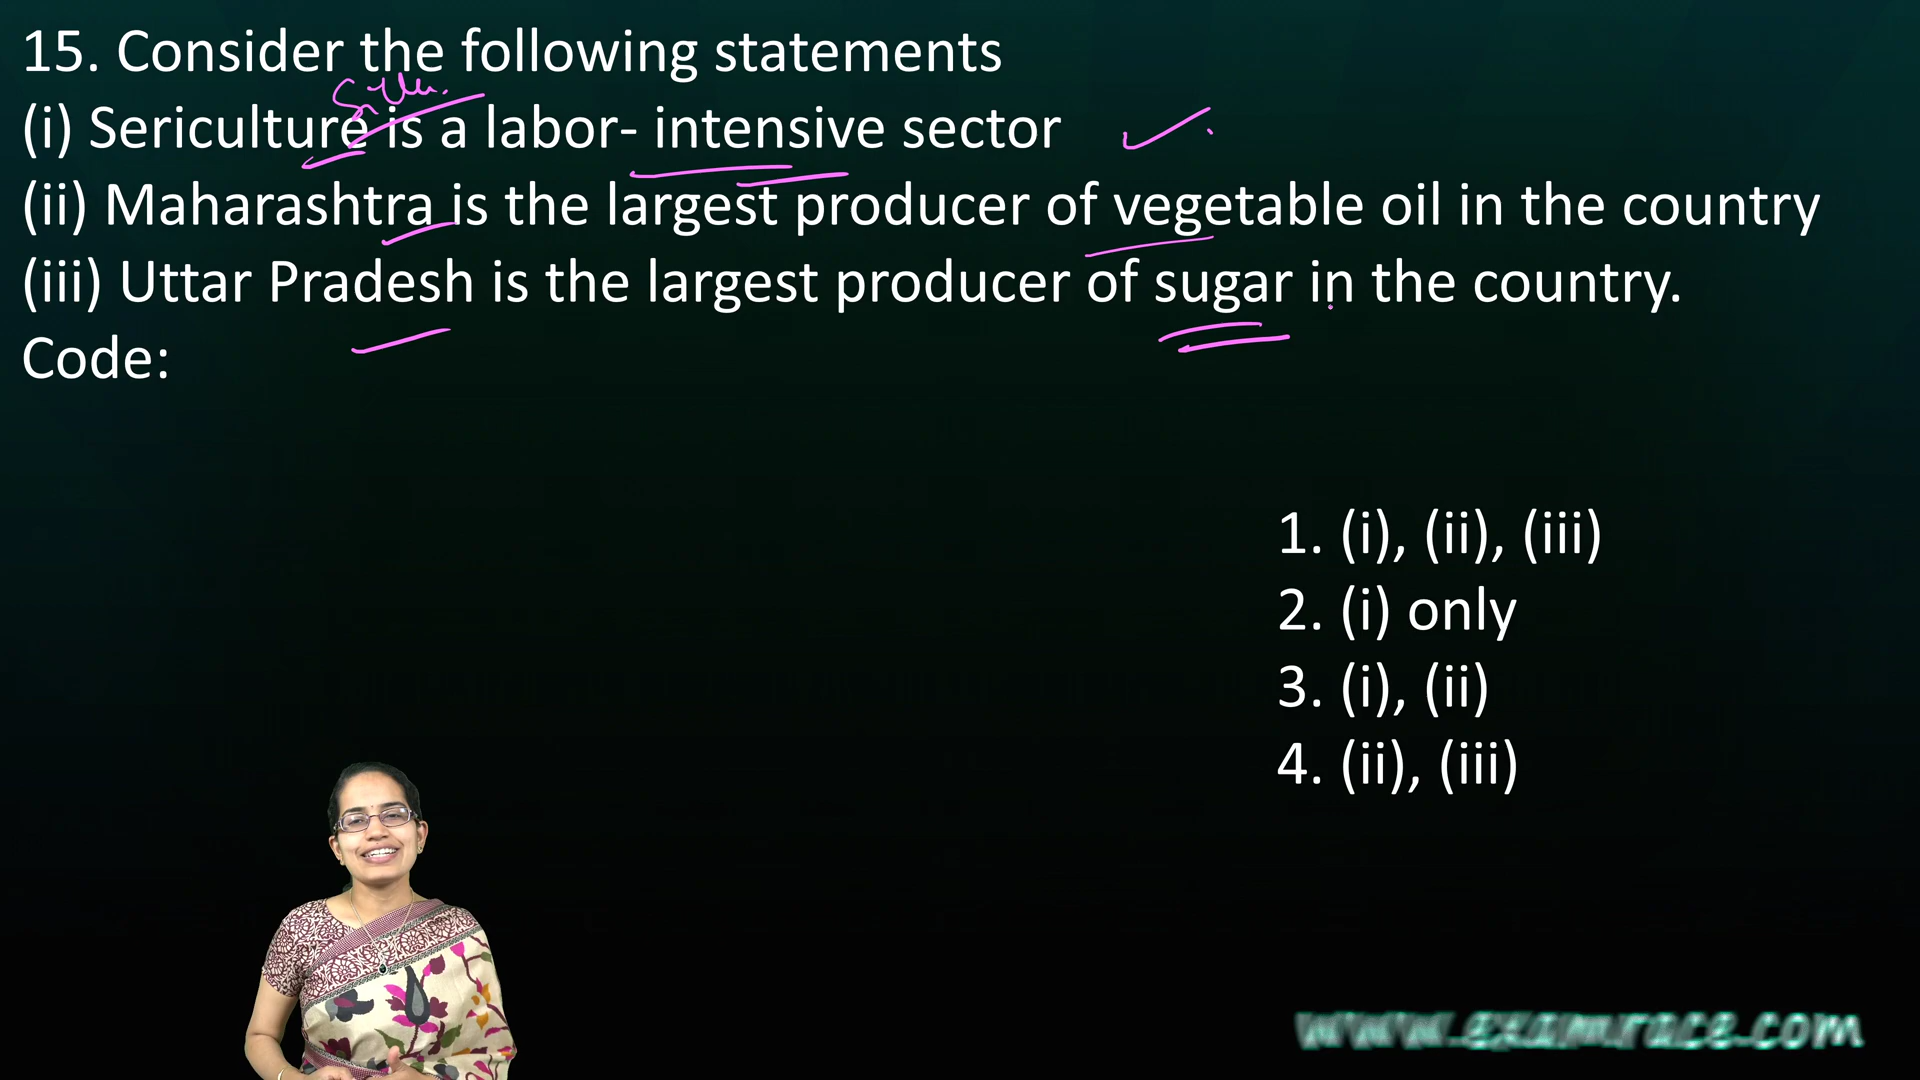 15. Consider the following statements
Silk.
(i) Sericulture is a labor- intensive sector
(ii) Maharashtra is the largest producer of vegetable oil in the country
(iii) Uttar Pradesh is the largest producer of sugar in the country.
Code:
1. (i), (ii), (iii)
2. (i) only
3. (i), (ii)
4. (ii), (iii)
www.examrace.com